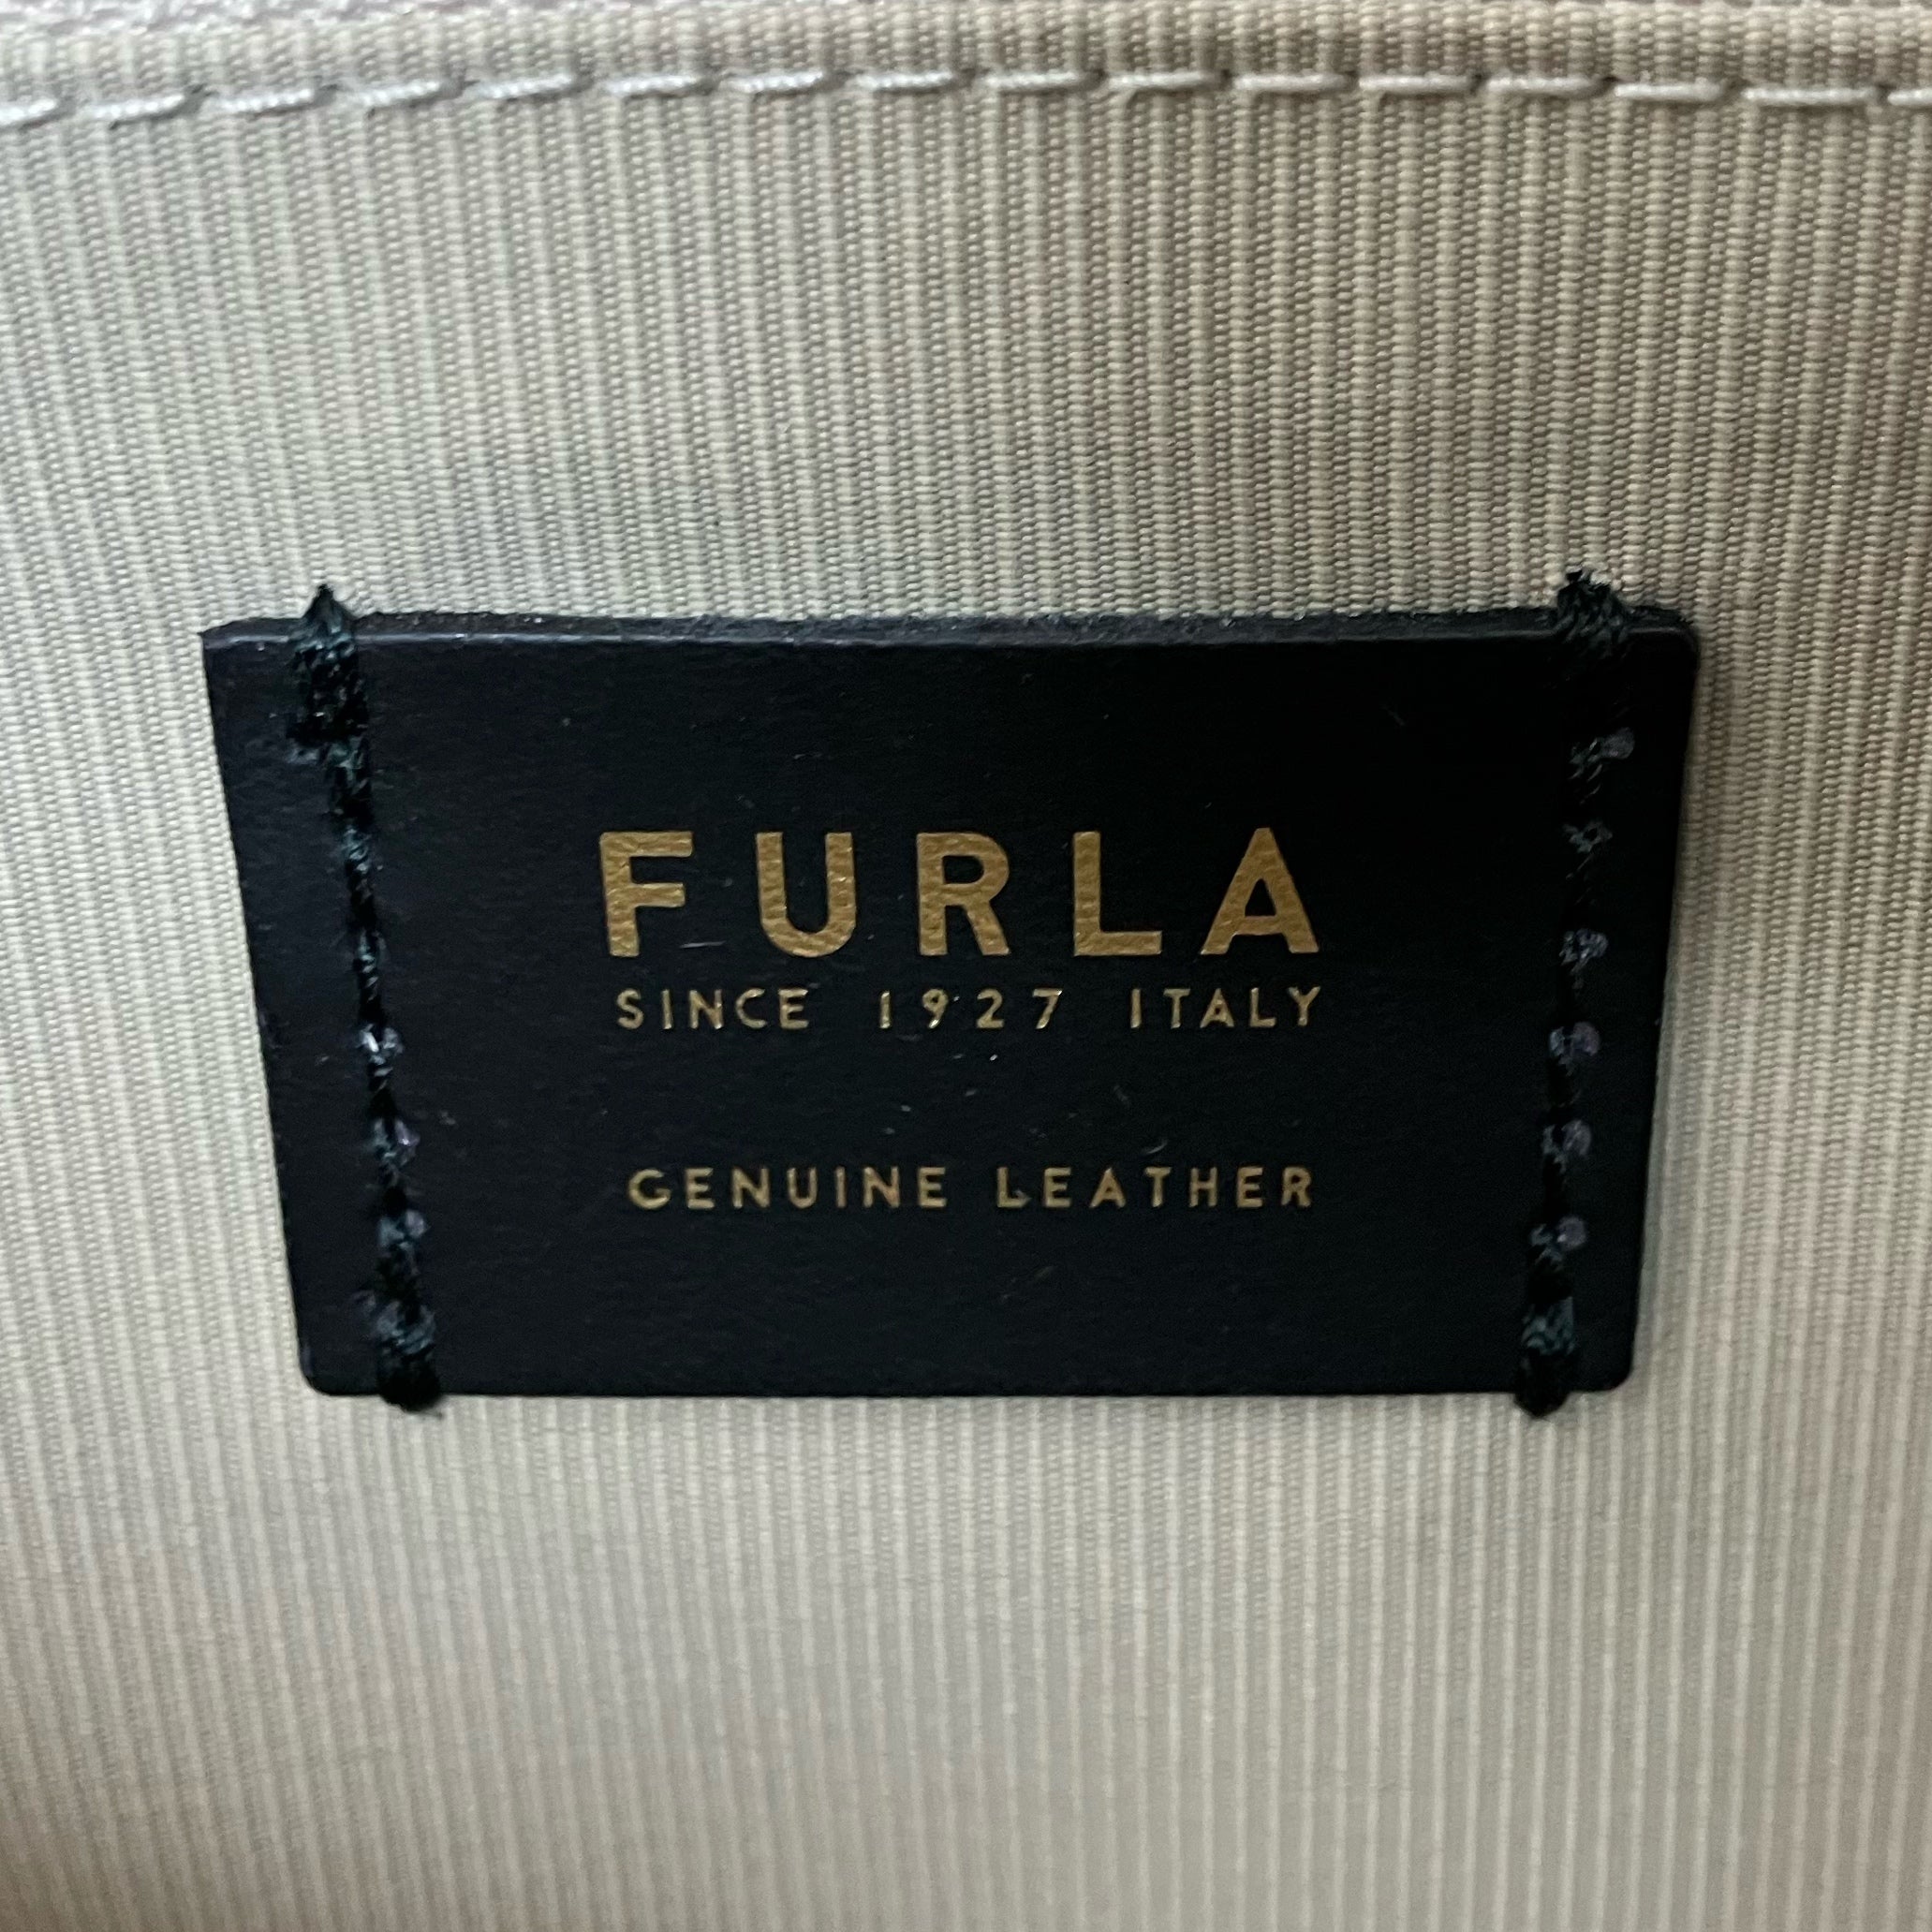 FURLA
SINCE 1927 ITALY
GENUINE LEATHER